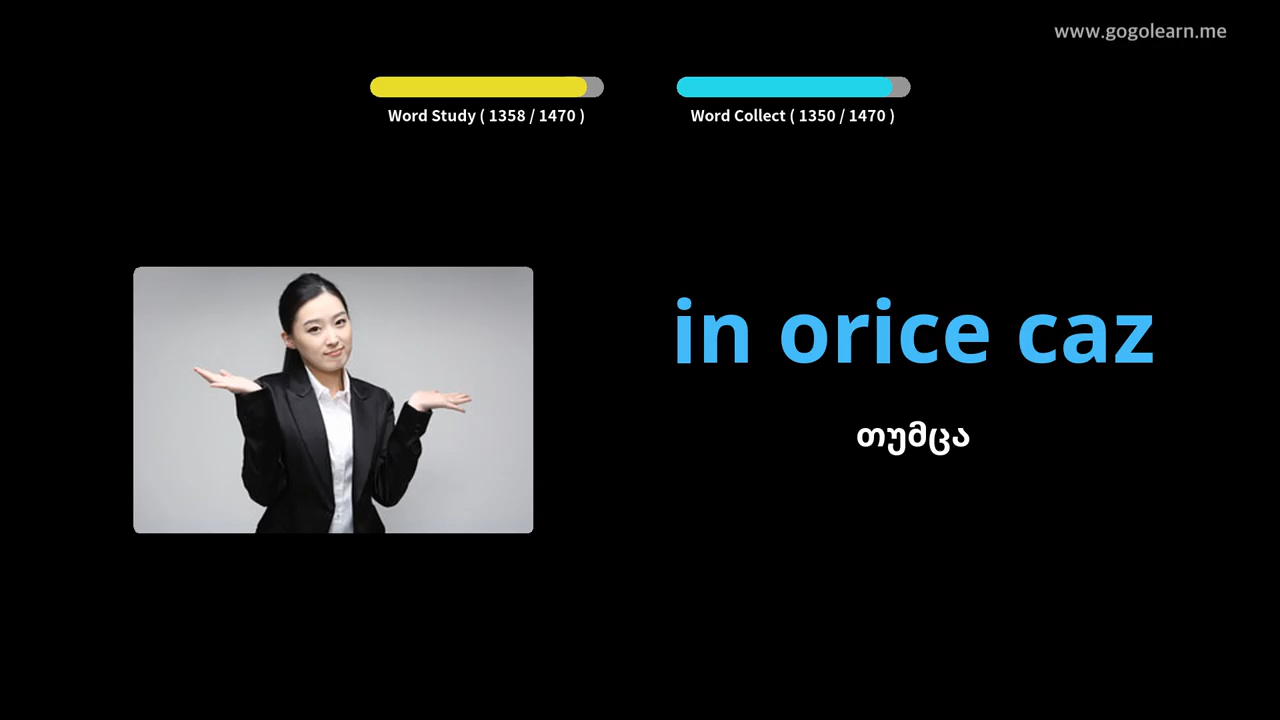 www.gogolearn.me
Word Study ( 1358 / 1470 )
Word Collect ( 1350 / 1470 )
in orice caz
თუმცა